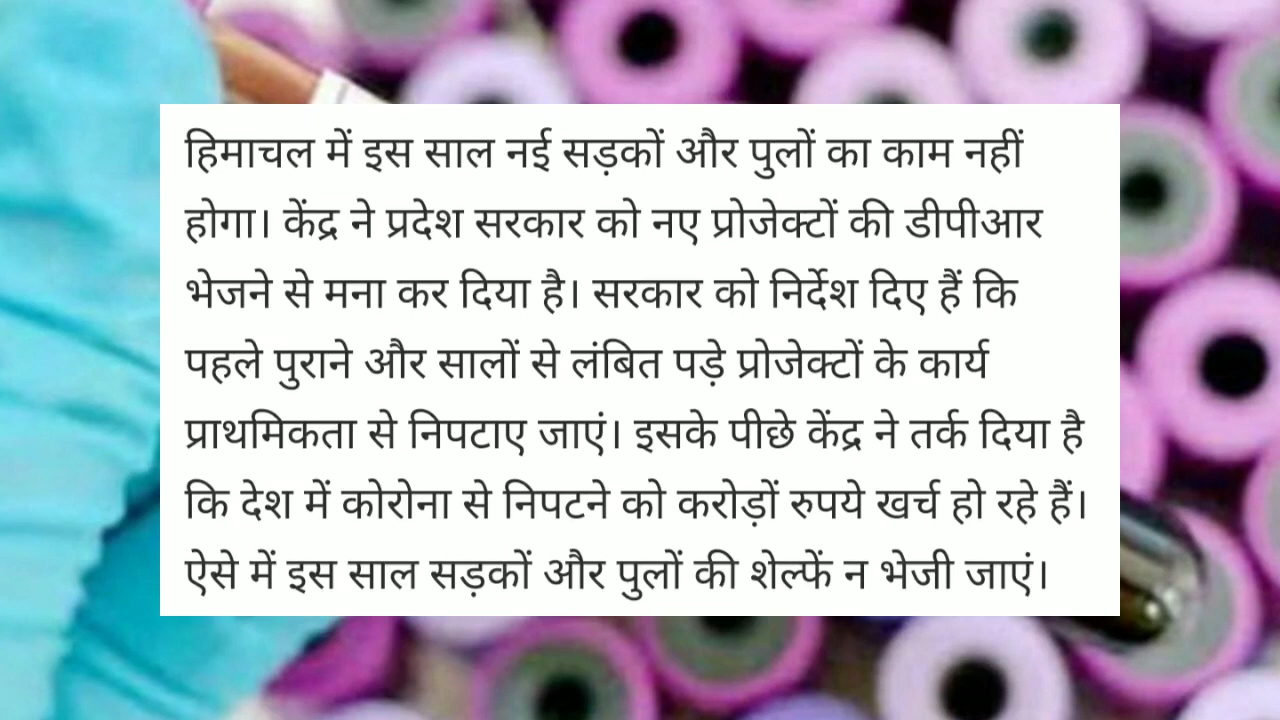 हिमाचल में इस साल नई सड़कों और पुलों का काम नहीं
होगा। केंद्र ने प्रदेश सरकार को नए प्रोजेक्टों की डीपीआर
भेजने से मना कर दिया है। सरकार को निर्देश दिए हैं कि
पहले पुराने और सालों से लंबित पड़े प्रोजेक्टों के कार्य
प्राथमिकता से निपटाए जाएं। इसके पीछे केंद्र ने तर्क दिया है
कि देश में कोरोना से निपटने को करोड़ों रुपये खर्च हो रहे हैं।
ऐसे में इस साल सड़कों और पुलों की शेल्फें न भेजी जाएं।